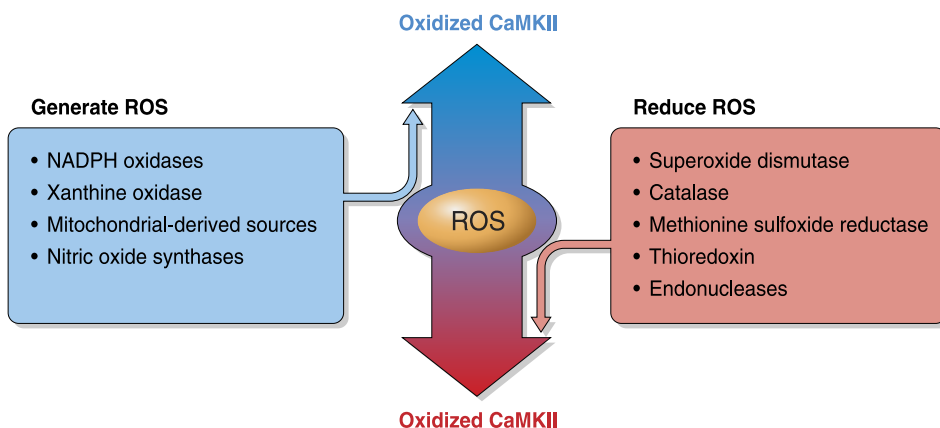 Oxidized CaMKII
Generate ROS
• NADPH oxidases
• Xanthine oxidase
• Mitochondrial-derived sources
• Nitric oxide synthases
ROS
Reduce ROS
• Superoxide dismutase
• Catalase
• Methionine sulfoxide reductase
• Thioredoxin
• Endonucleases
Oxidized CaMKII